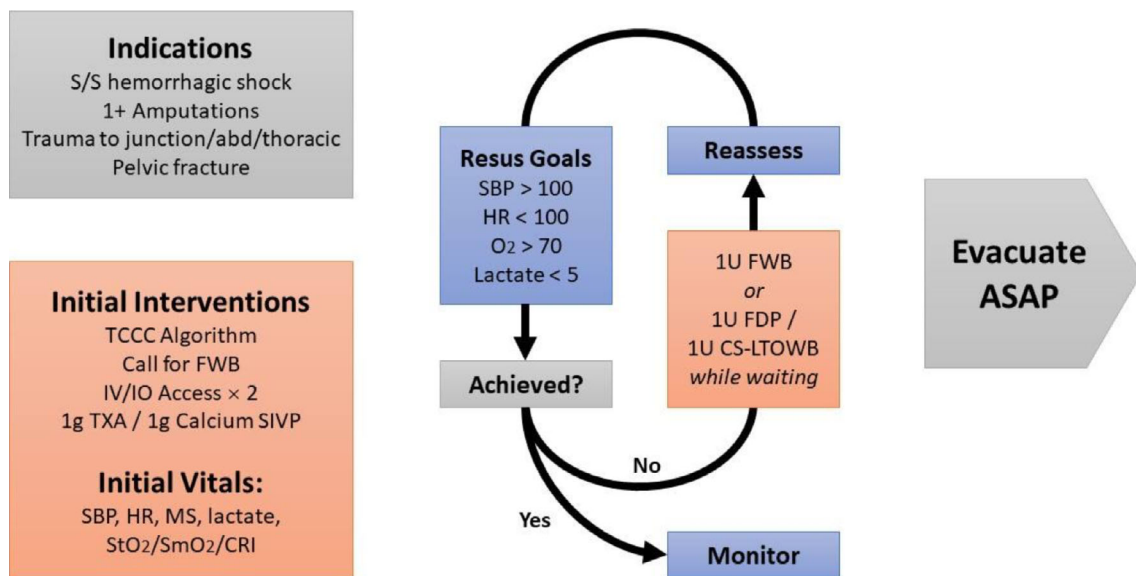 Indications
S/S hemorrhagic shock
1+ Amputations
Trauma to junction/abd/thoracic
Pelvic fracture
Initial Interventions
TCCC Algorithm
Call for FWB
IV/IO Access × 2
1g TXA / 1g Calcium SIVP
Initial Vitals:
SBP, HR, MS, lactate,
StO2/SmO2/CRI
Resus Goals
SBP > 100
HR < 100
O2 > 70
Lactate < 5
Achieved?
No
Yes
Reassess
1U FWB
or
1U FDP /
1U CS-LTOWB
while waiting
Monitor
Evacuate
ASAP